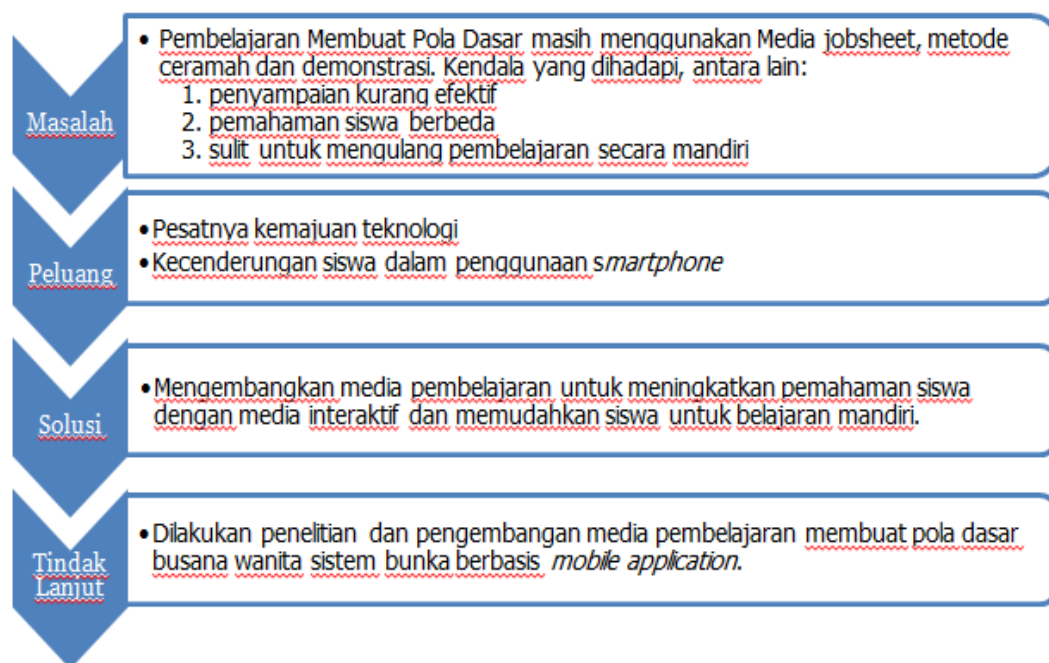 Masalah
• Pembelajaran Membuat Pola Dasar masih menggunakan Media jobsheet, metode
ceramah dan demonstrasi. Kendala yang dihadapi, antara lain:
1. penyampaian kurang efektif
2. pemahaman siswa berbeda
3. sulit untuk mengulang pembelajaran secara mandiri
Peluang
• Pesatnya kemajuan teknologi
• Kecenderungan siswa dalam penggunaan smartphone
Solusi
• Mengembangkan media pembelajaran untuk meningkatkan pemahaman siswa
dengan media interaktif dan memudahkan siswa untuk belajaran mandiri.
Tindak
Lanjut
• Dilakukan penelitian dan pengembangan media pembelajaran membuat pola dasar
busana wanita sistem bunka berbasis mobile application.